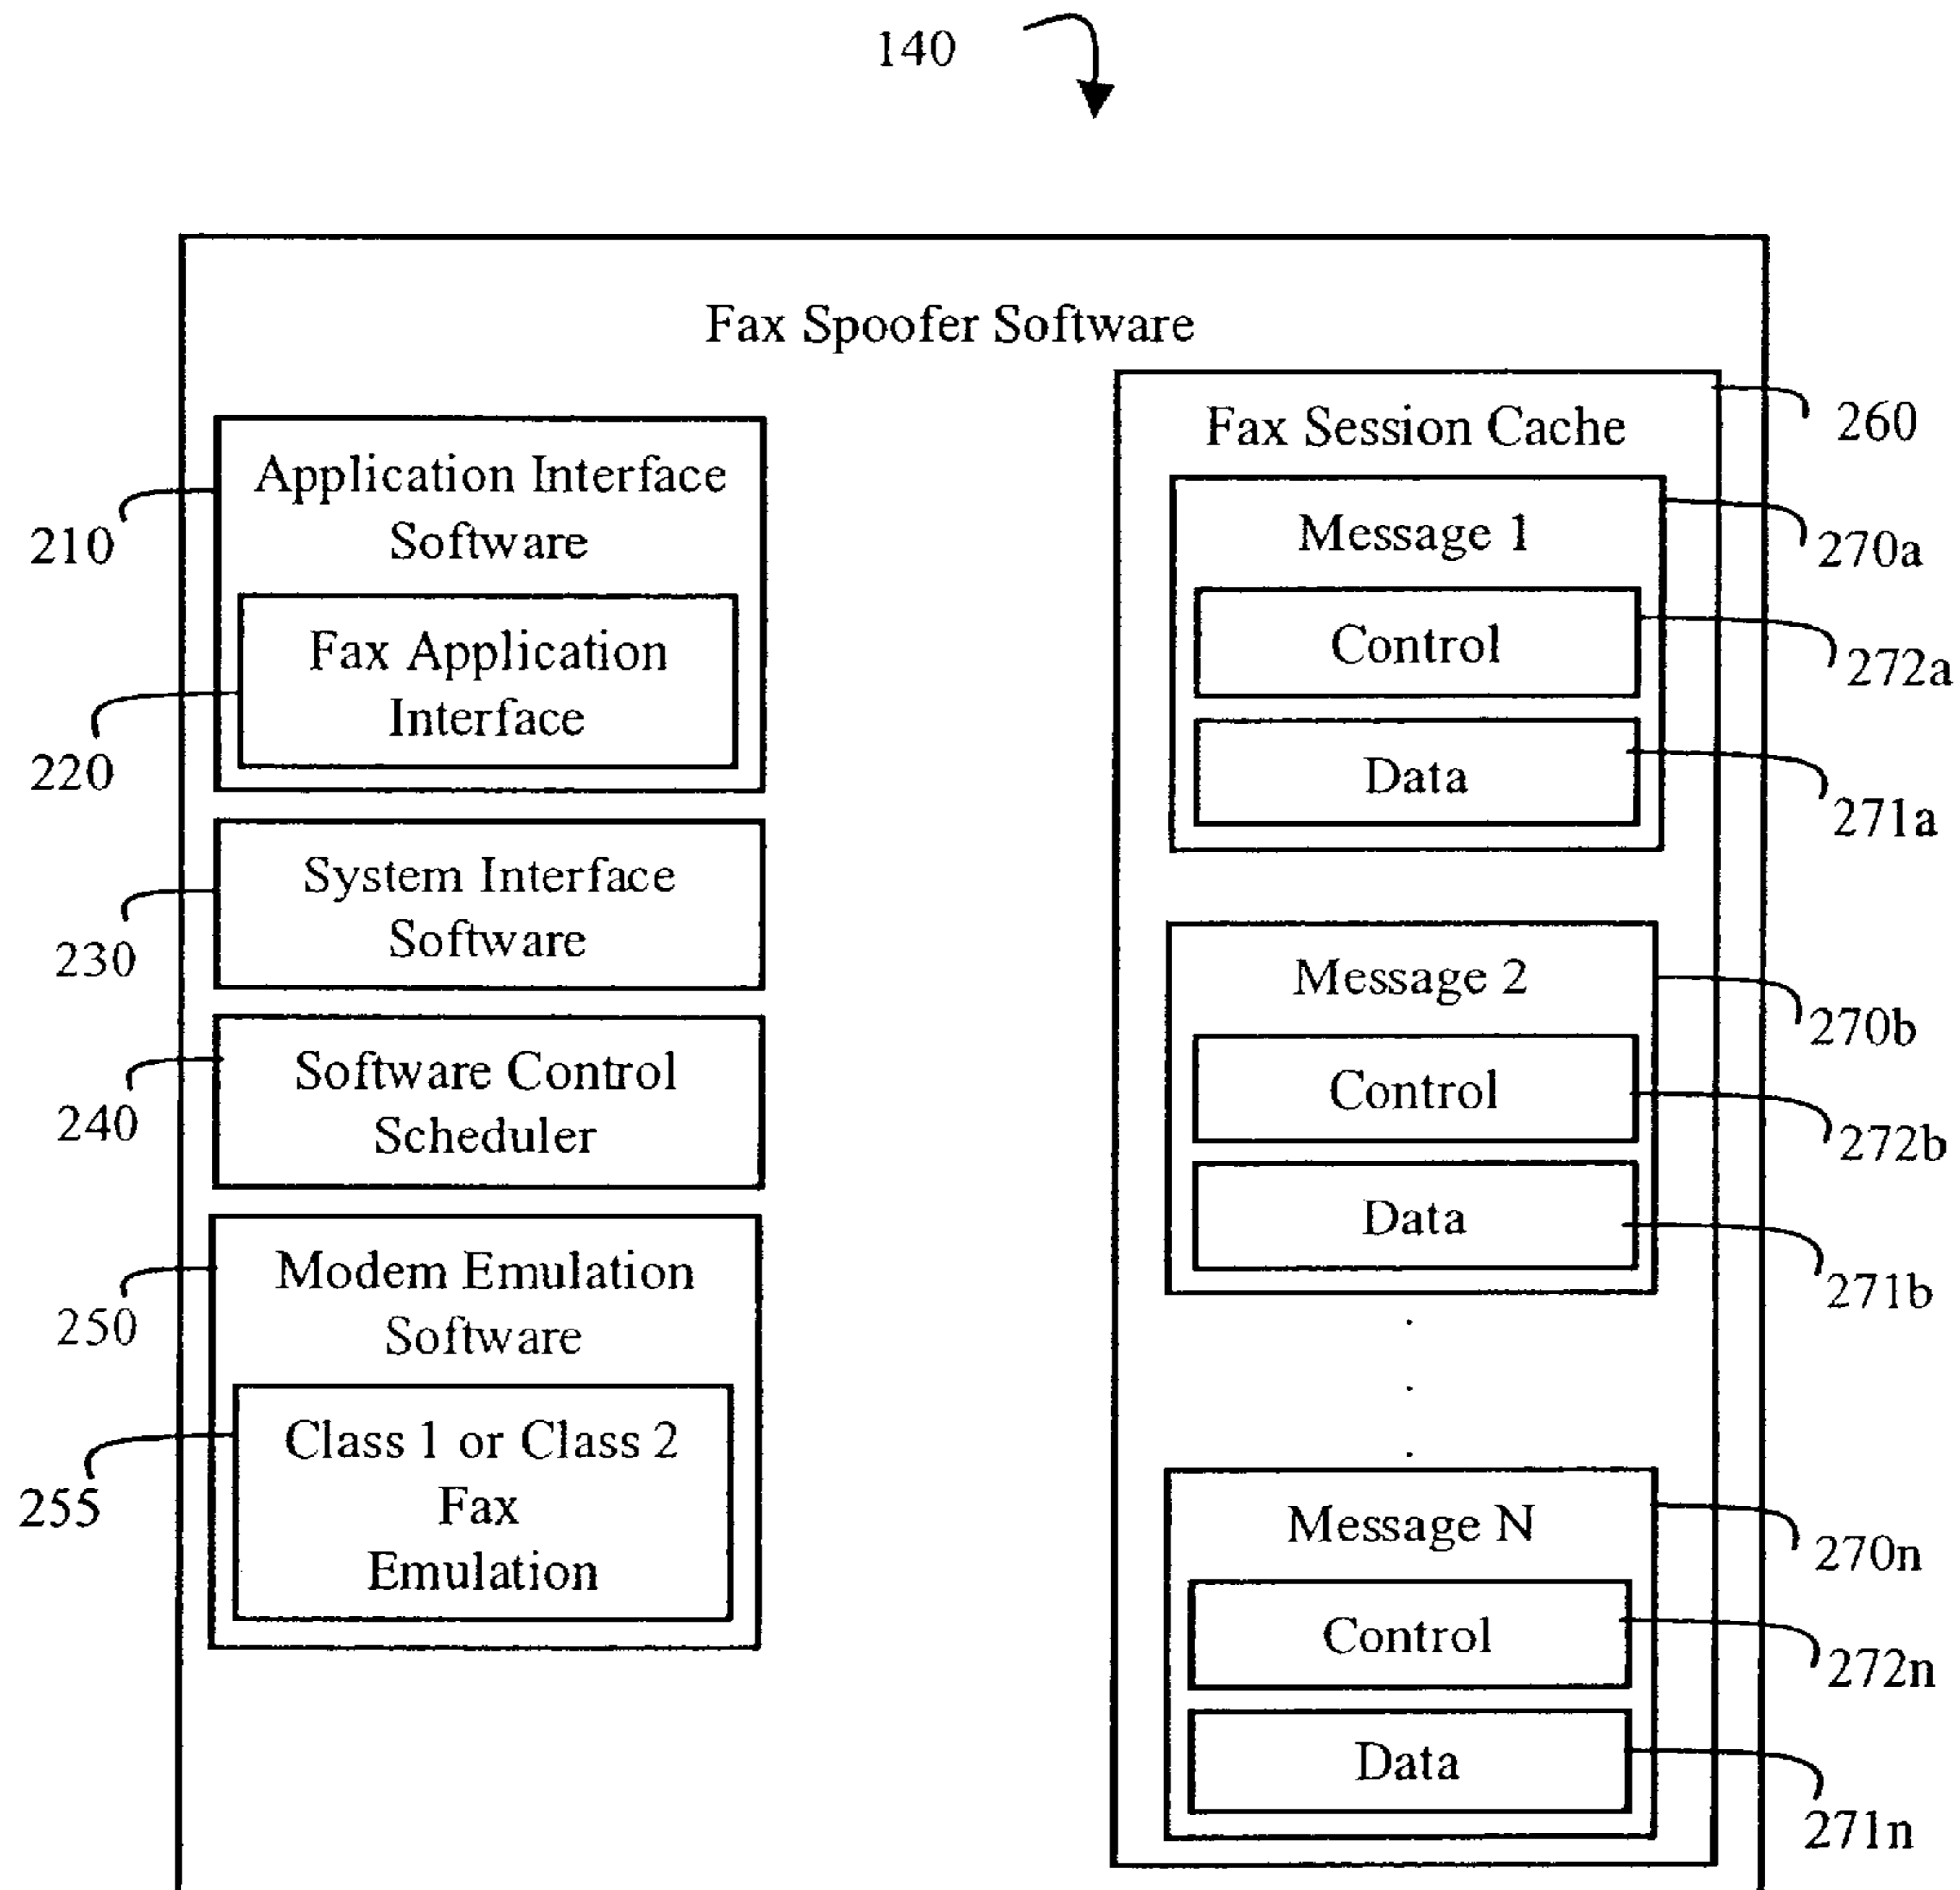 140
Fax Spoofer Software
Application Interface
Software
210
Fax Application
Interface
220
System Interface
Software
230
Software Control
Scheduler
240
Modem Emulation
Software
250
Class 1 or Class 2
Fax
Emulation
255
Fax Session Cache
260
Message 1
270a
Control
272a
Data
271a
Message 2
270b
Control
272b
Data
271b
.
.
.
Message N
270n
Control
272n
Data
271n